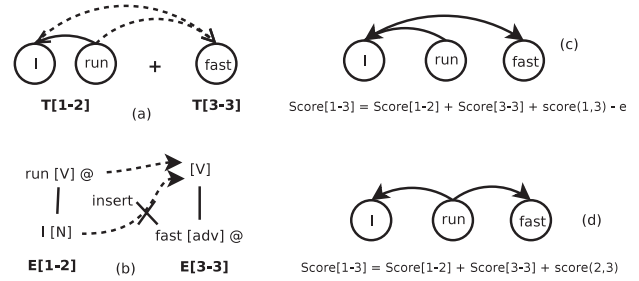 I
run
+
fast
T[1-2]
T[3-3]
(a)
I
run
fast
(c)
Score[1-3] = Score[1-2] + Score[3-3] + score(1,3) - e
run [V] @
[V]
insert
I [N]
fast [adv] @
E[1-2]
(b)
E[3-3]
I
run
fast
(d)
Score[1-3] = Score[1-2] + Score[3-3] + score(2,3)